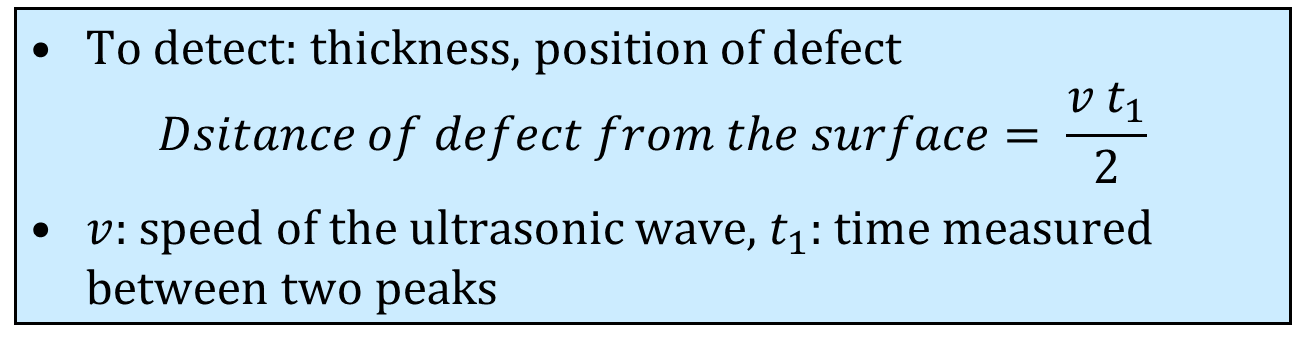 • To detect: thickness, position of defect
Dsitance of defect from the surface = v t₁ / 2
• v: speed of the ultrasonic wave, t₁: time measured
between two peaks